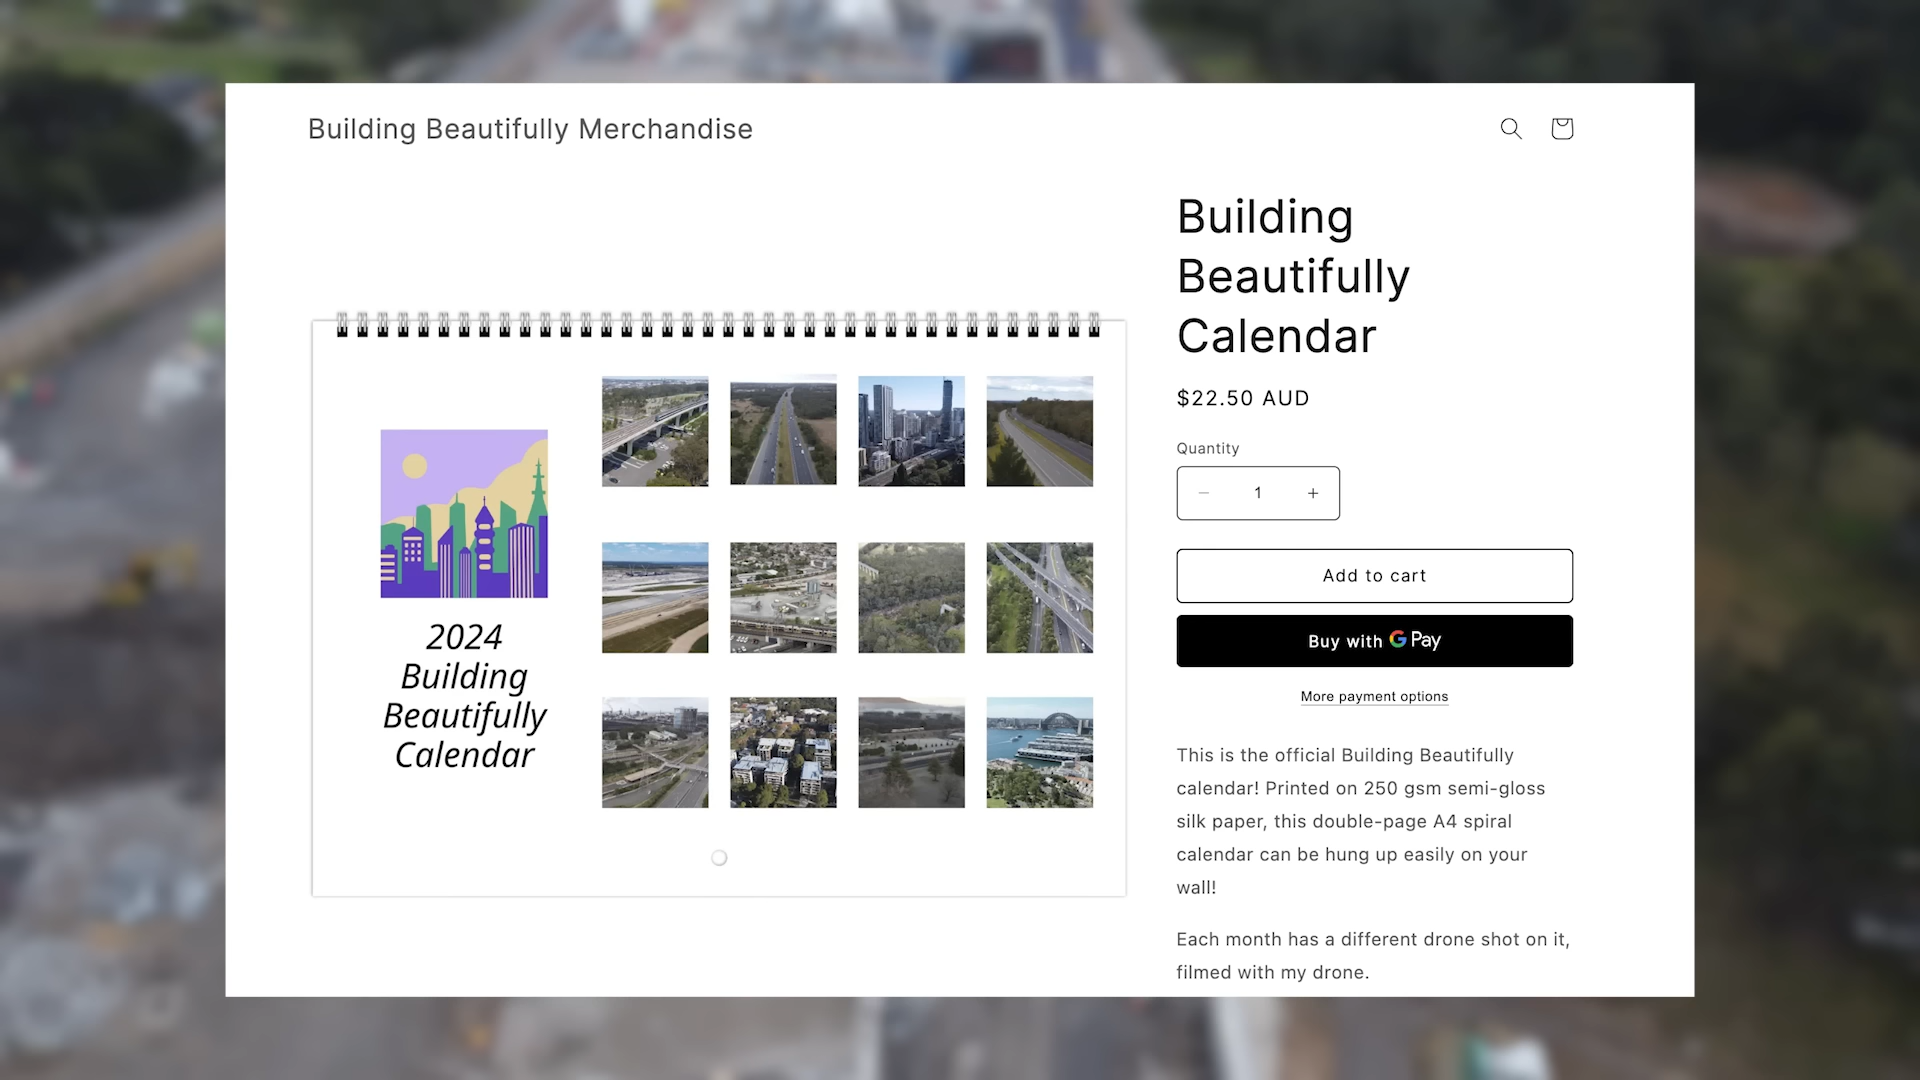 Building Beautifully Merchandise
Building
Beautifully
Calendar
$22.50 AUD
Quantity
− 1 +
Add to cart
Buy with G Pay
More payment options
This is the official Building Beautifully
calendar! Printed on 250 gsm semi-gloss
silk paper, this double-page A4 spiral
calendar can be hung up easily on your
wall!
Each month has a different drone shot on it,
filmed with my drone.
2024
Building
Beautifully
Calendar